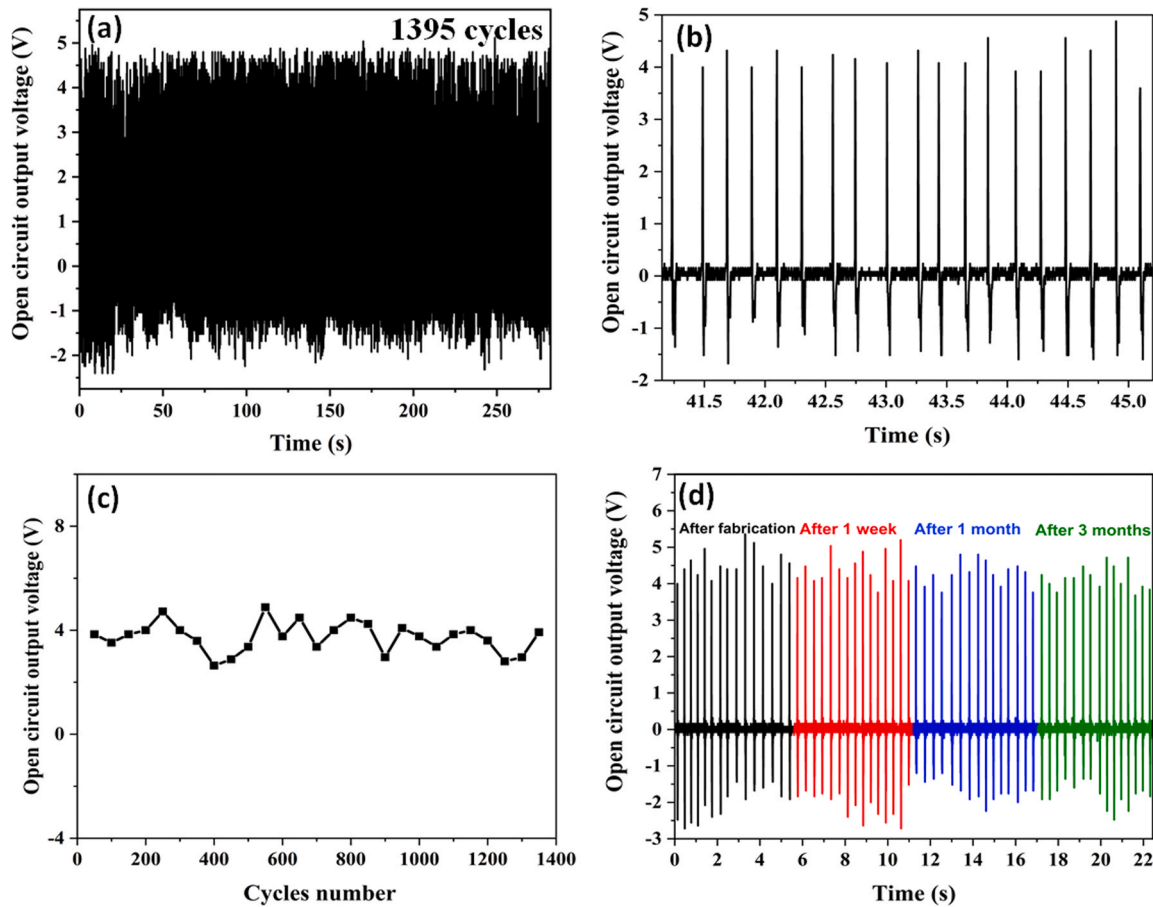 (a)
1395 cycles
Open circuit output voltage (V)
5
4
3
2
1
0
-1
-2
0 50 100 150 200 250
Time (s)
(b)
Open circuit output voltage (V)
5
4
3
2
1
0
-1
-2
41.5 42.0 42.5 43.0 43.5 44.0 44.5 45.0
Time (s)
(c)
Open circuit output voltage (V)
8
4
0
-4
0 200 400 600 800 1000 1200 1400
Cycles number
(d)
After fabrication After 1 week After 1 month After 3 months
Open circuit output voltage (V)
7
6
5
4
3
2
1
0
-1
-2
-3
0 2 4 6 8 10 12 14 16 18 20 22
Time (s)